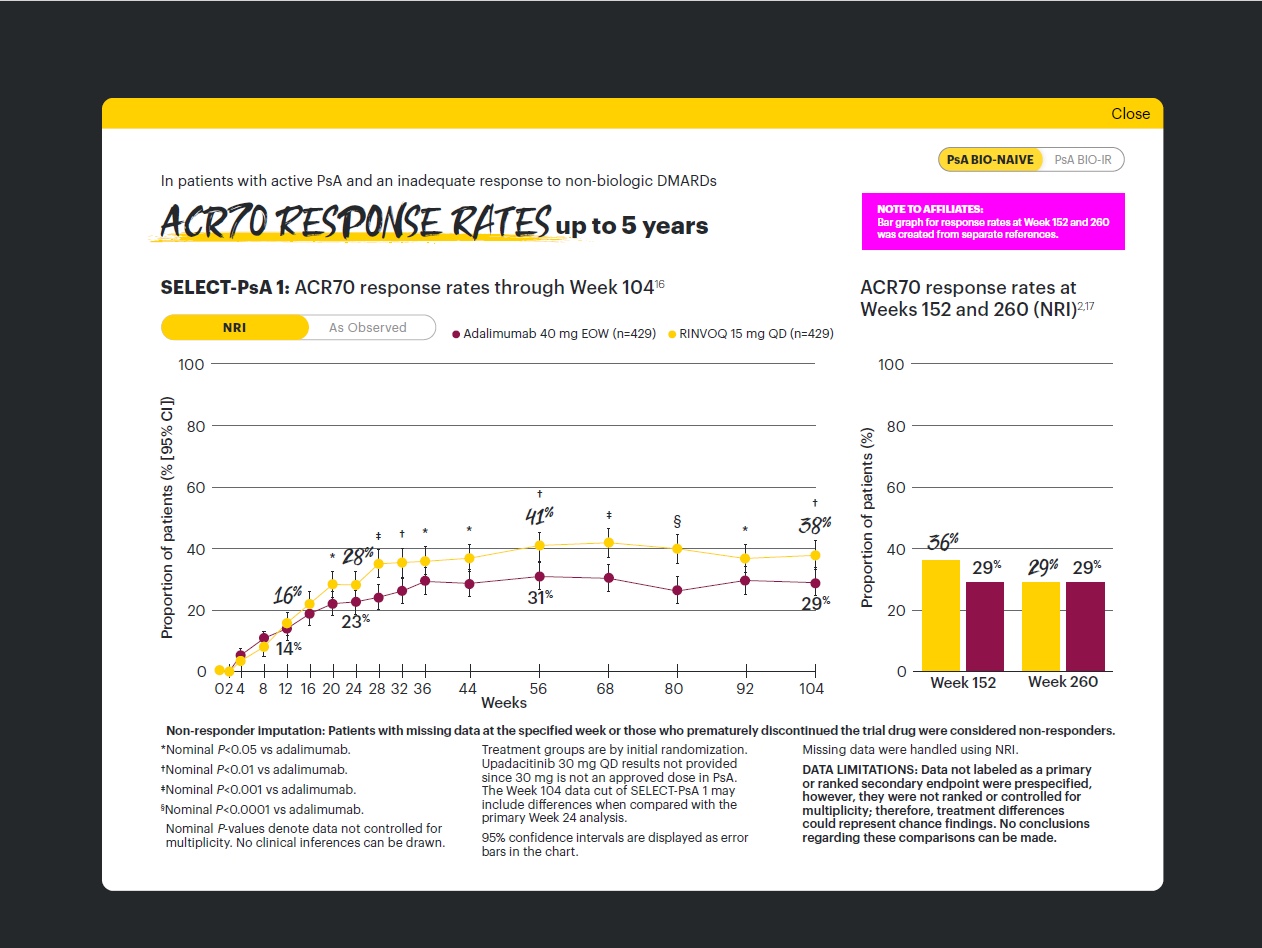 Close
PsA BIO-NAIVE PsA BIO-IR
In patients with active PsA and an inadequate response to non-biologic DMARDs
ACR70 RESPONSE RATES up to 5 years
NOTE TO AFFILIATES:
Bar graph for response rates at Week 152 and 260
was created from separate references.
SELECT-PsA 1: ACR70 response rates through Week 104¹⁶
NRI As Observed
Adalimumab 40 mg EOW (n=429) RINVOQ 15 mg QD (n=429)
Proportion of patients (% [95% CI])
100
80
60
40
20
0
* 28% ‡ † * * † ‡ § * †
16%
41%
38%
14%
23%
31%
29%
0 2 4 8 12 16 20 24 28 32 36 44 56 68 80 92 104
Weeks
ACR70 response rates at
Weeks 152 and 260 (NRI)²,¹⁷
Proportion of patients (%)
100
80
60
40
20
0
36% 29% 29% 29%
Week 152 Week 260
Non-responder Imputation: Patients with missing data at the specified week or those who prematurely discontinued the trial drug were considered non-responders.
*Nominal P<0.05 vs adalimumab.
†Nominal P<0.01 vs adalimumab.
‡Nominal P<0.001 vs adalimumab.
§Nominal P<0.0001 vs adalimumab.
Nominal P-values denote data not controlled for
multiplicity. No clinical inferences can be drawn.
Treatment groups are by initial randomization.
Upadacitinib 30 mg QD results not provided
since 30 mg is not an approved dose in PsA.
The Week 104 data cut of SELECT-PsA 1 may
include differences when compared with the
primary Week 24 analysis.
95% confidence intervals are displayed as error
bars in the chart.
Missing data were handled using NRI.
DATA LIMITATIONS: Data not labeled as a primary
or ranked secondary endpoint were prespecified,
however, they were not ranked or controlled for
multiplicity; therefore, treatment differences
could represent chance findings. No conclusions
regarding these comparisons can be made.